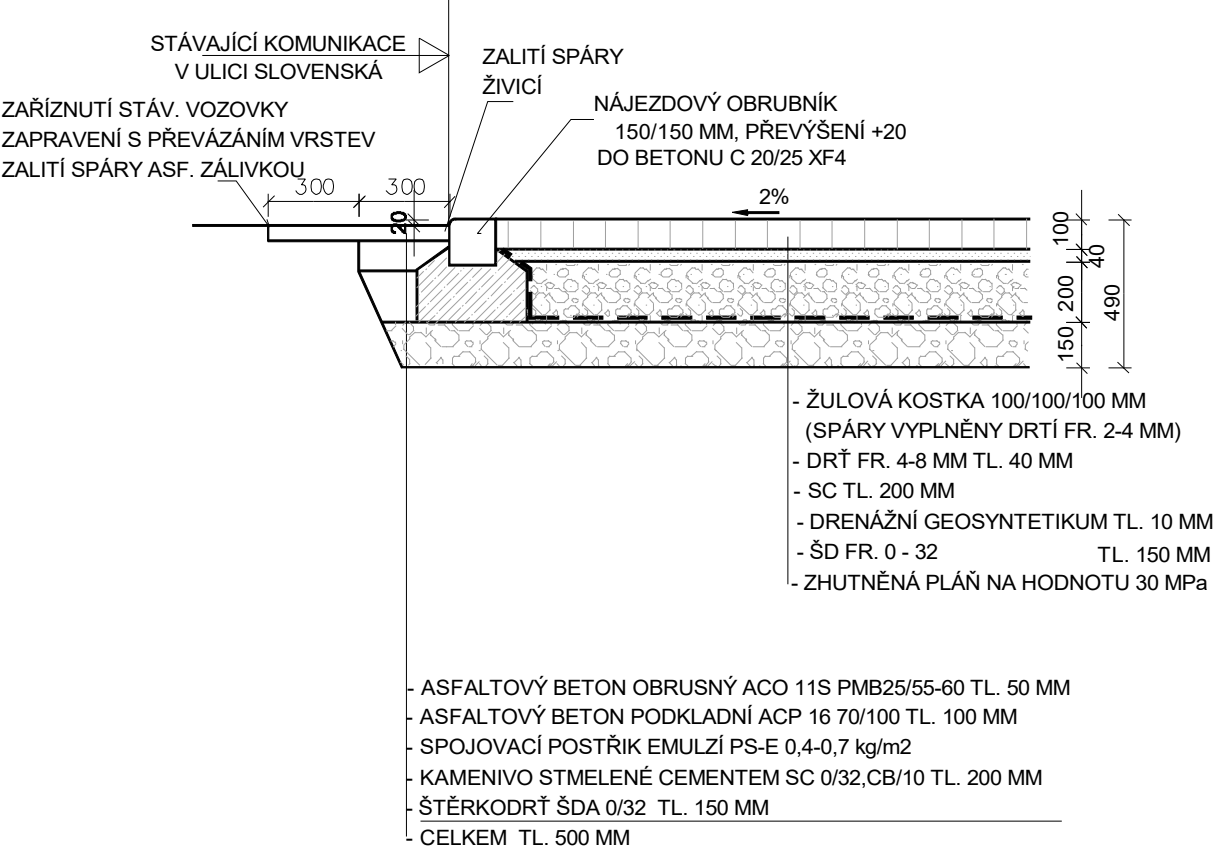 STÁVAJÍCÍ KOMUNIKACE
V ULICI SLOVENSKÁ
ZALITÍ SPÁRY
ŽIVICÍ
ZAŘÍZNUTÍ STÁV. VOZOVKY
ZAPRAVENÍ S PŘEVÁZÁNÍM VRSTEV
ZALITÍ SPÁRY ASF. ZÁLIVKOU
NÁJEZDOVÝ OBRUBNÍK
150/150 MM, PŘEVÝŠENÍ +20
DO BETONU C 20/25 XF4
300
300
20
2%
100
40
200
150
490
- ŽULOVÁ KOSTKA 100/100/100 MM
(SPÁRY VYPLNĚNY DRTÍ FR. 2-4 MM)
- DRŤ FR. 4-8 MM TL. 40 MM
- SC TL. 200 MM
- DRENÁŽNÍ GEOSYNTETIKUM TL. 10 MM
- ŠD FR. 0 - 32 TL. 150 MM
- ZHUTNĚNÁ PLÁŇ NA HODNOTU 30 MPa
- ASFALTOVÝ BETON OBRUSNÝ ACO 11S PMB25/55-60 TL. 50 MM
- ASFALTOVÝ BETON PODKLADNÍ ACP 16 70/100 TL. 100 MM
- SPOJOVACÍ POSTŘIK EMULZÍ PS-E 0,4-0,7 kg/m2
- KAMENIVO STMELENÉ CEMENTEM SC 0/32,CB/10 TL. 200 MM
- ŠTĚRKODRŤ ŠDA 0/32 TL. 150 MM
- CELKEM TL. 500 MM